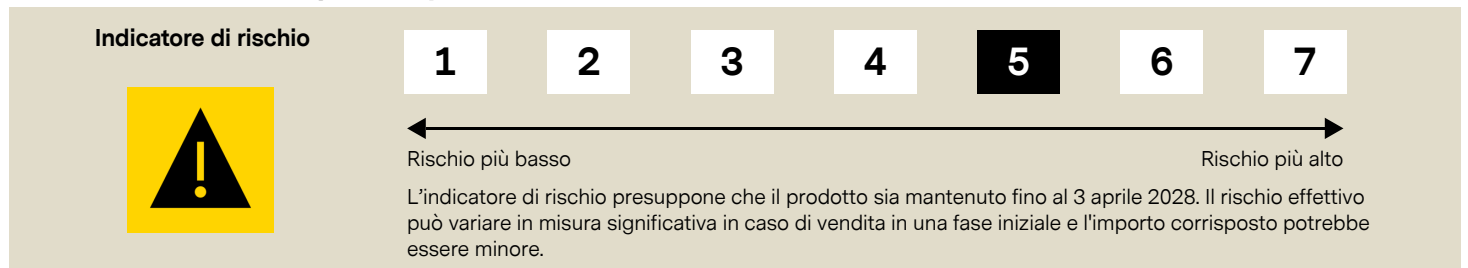 Indicatore di rischio
1 2 3 4 5 6 7
Rischio più basso Rischio più alto
L'indicatore di rischio presuppone che il prodotto sia mantenuto fino al 3 aprile 2028. Il rischio effettivo
può variare in misura significativa in caso di vendita in una fase iniziale e l'importo corrisposto potrebbe
essere minore.